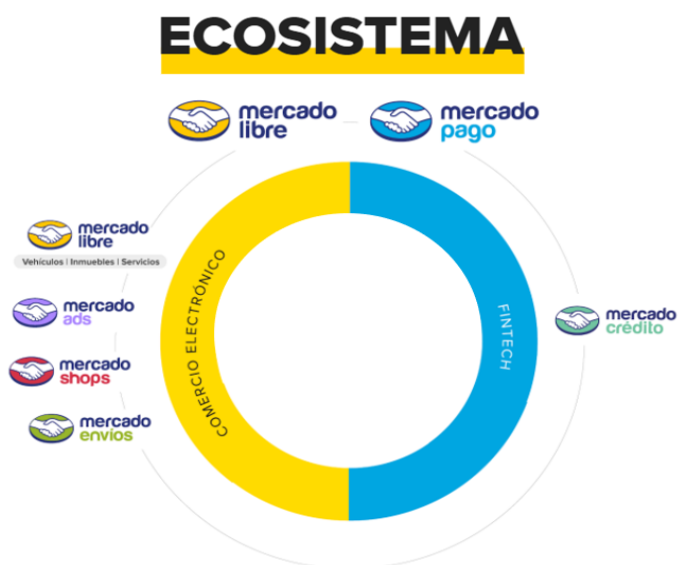 ECOSISTEMA
mercado
libre
mercado
pago
mercado
libre
Vehículos | Inmuebles | Servicios
mercado
ads
mercado
shops
mercado
envios
COMERCIO ELECTRÓNICO
FINTECH
mercado
crédito